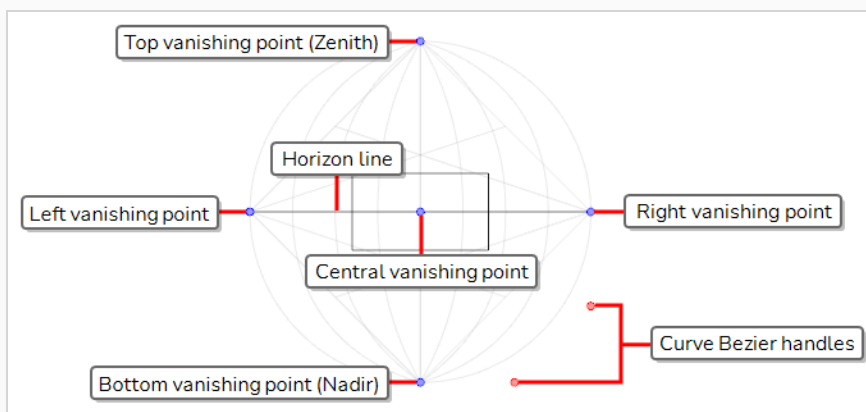 Top vanishing point (Zenith)
Horizon line
Left vanishing point
Right vanishing point
Central vanishing point
Curve Bezier handles
Bottom vanishing point (Nadir)